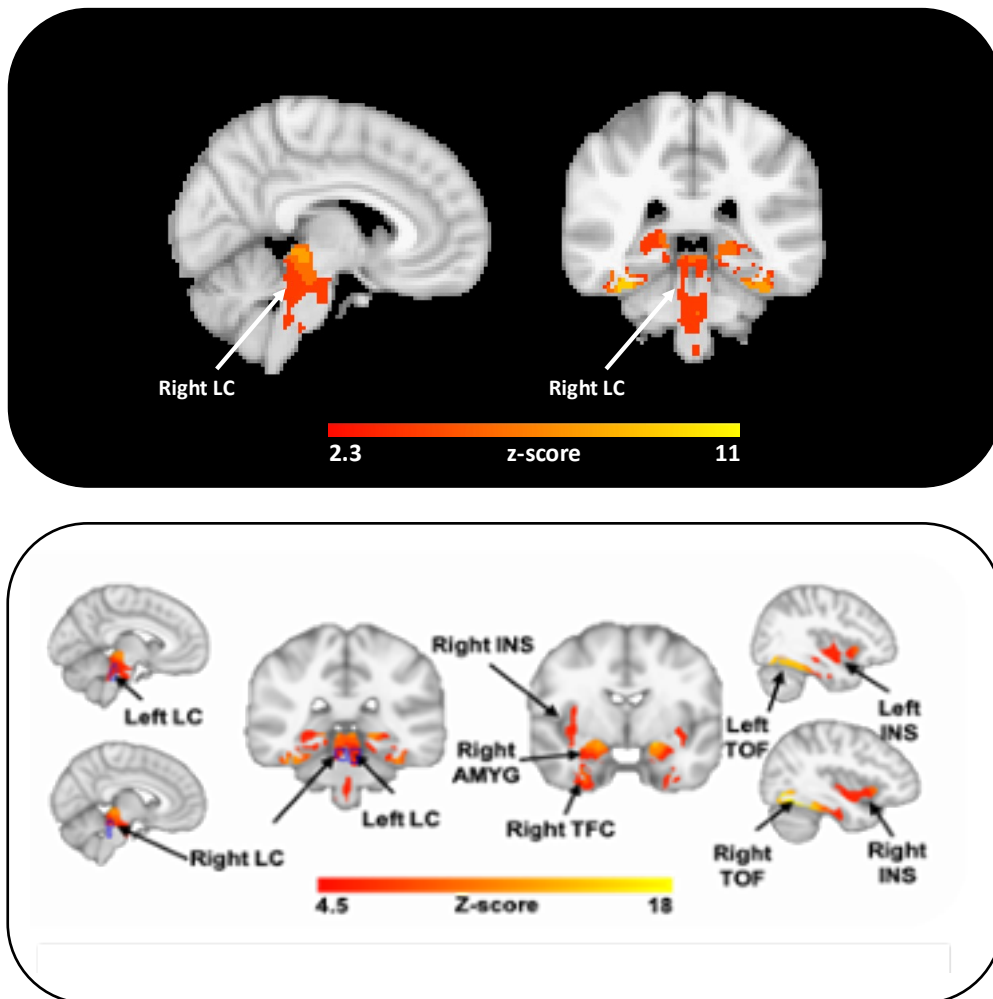 Right LC
Right LC
2.3 z-score 11
Right INS
Left LC
Right
AMYG
Left
TOF
Left
INS
Left LC
Right LC
Right TFC
Right
TOF
Right
INS
4.5 Z-score 18